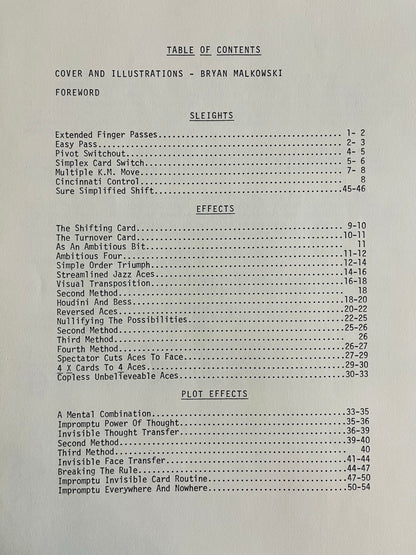 TABLE OF CONTENTS
COVER AND ILLUSTRATIONS - BRYAN MALKOWSKI
FOREWORD
SLEIGHTS
Extended Finger Passes........................................ 1- 2
Easy Pass..................................................... 2- 3
Pivot Switchout............................................... 4- 5
Simplex Card Switch........................................... 5- 6
Multiple K.M. Move............................................ 7- 8
Cincinnati Control............................................ 8
Sure Simplified Shift.........................................45-46
EFFECTS
The Shifting Card............................................. 9-10
The Turnover Card.............................................10-11
As An Ambitious Bit........................................... 11
Ambitious Four................................................11-12
Simple Order Triumph..........................................12-14
Streamlined Jazz Aces.........................................14-16
Visual Transposition..........................................16-18
Second Method................................................. 18
Houdini And Bess..............................................18-20
Reversed Aces.................................................20-22
Nullifying The Possibilities..................................22-25
Second Method.................................................25-26
Third Method.................................................. 26
Fourth Method.................................................26-27
Spectator Cuts Aces To Face...................................27-29
4 X Cards To 4 Aces...........................................29-30
Copless Unbelieveable Aces....................................30-33
PLOT EFFECTS
A Mental Combination..........................................33-35
Impromptu Power Of Thought....................................35-36
Invisible Thought Transfer....................................36-39
Second Method.................................................39-40
Third Method.................................................. 40
Invisible Face Transfer.......................................41-44
Breaking The Rule.............................................44-47
Impromptu Invisible Card Routine..............................47-50
Impromptu Everywhere And Nowhere..............................50-54